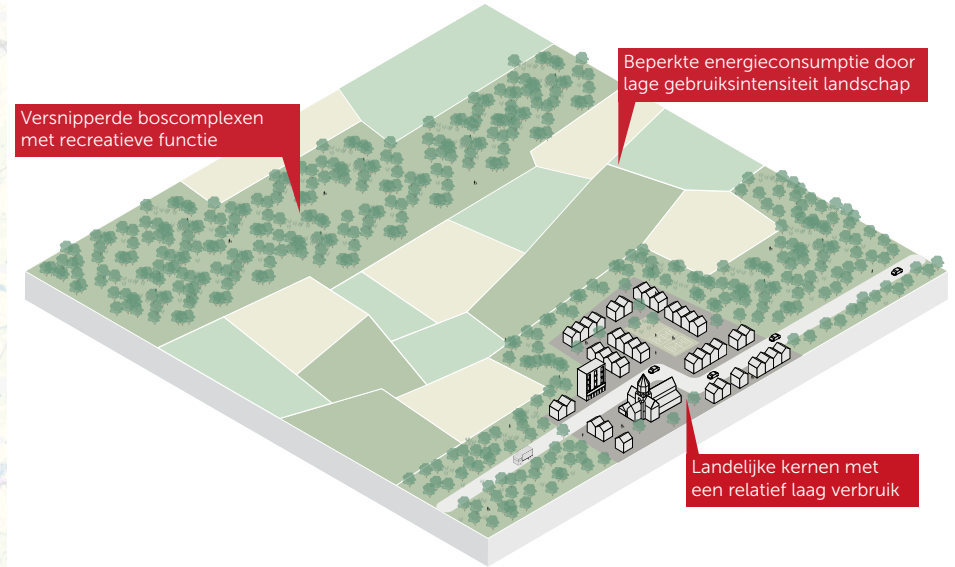 Beperkte energieconsumptie door
lage gebruiksintensiteit landschap
Versnipperde boscomplexen
met recreatieve functie
Landelijke kernen met
een relatief laag verbruik